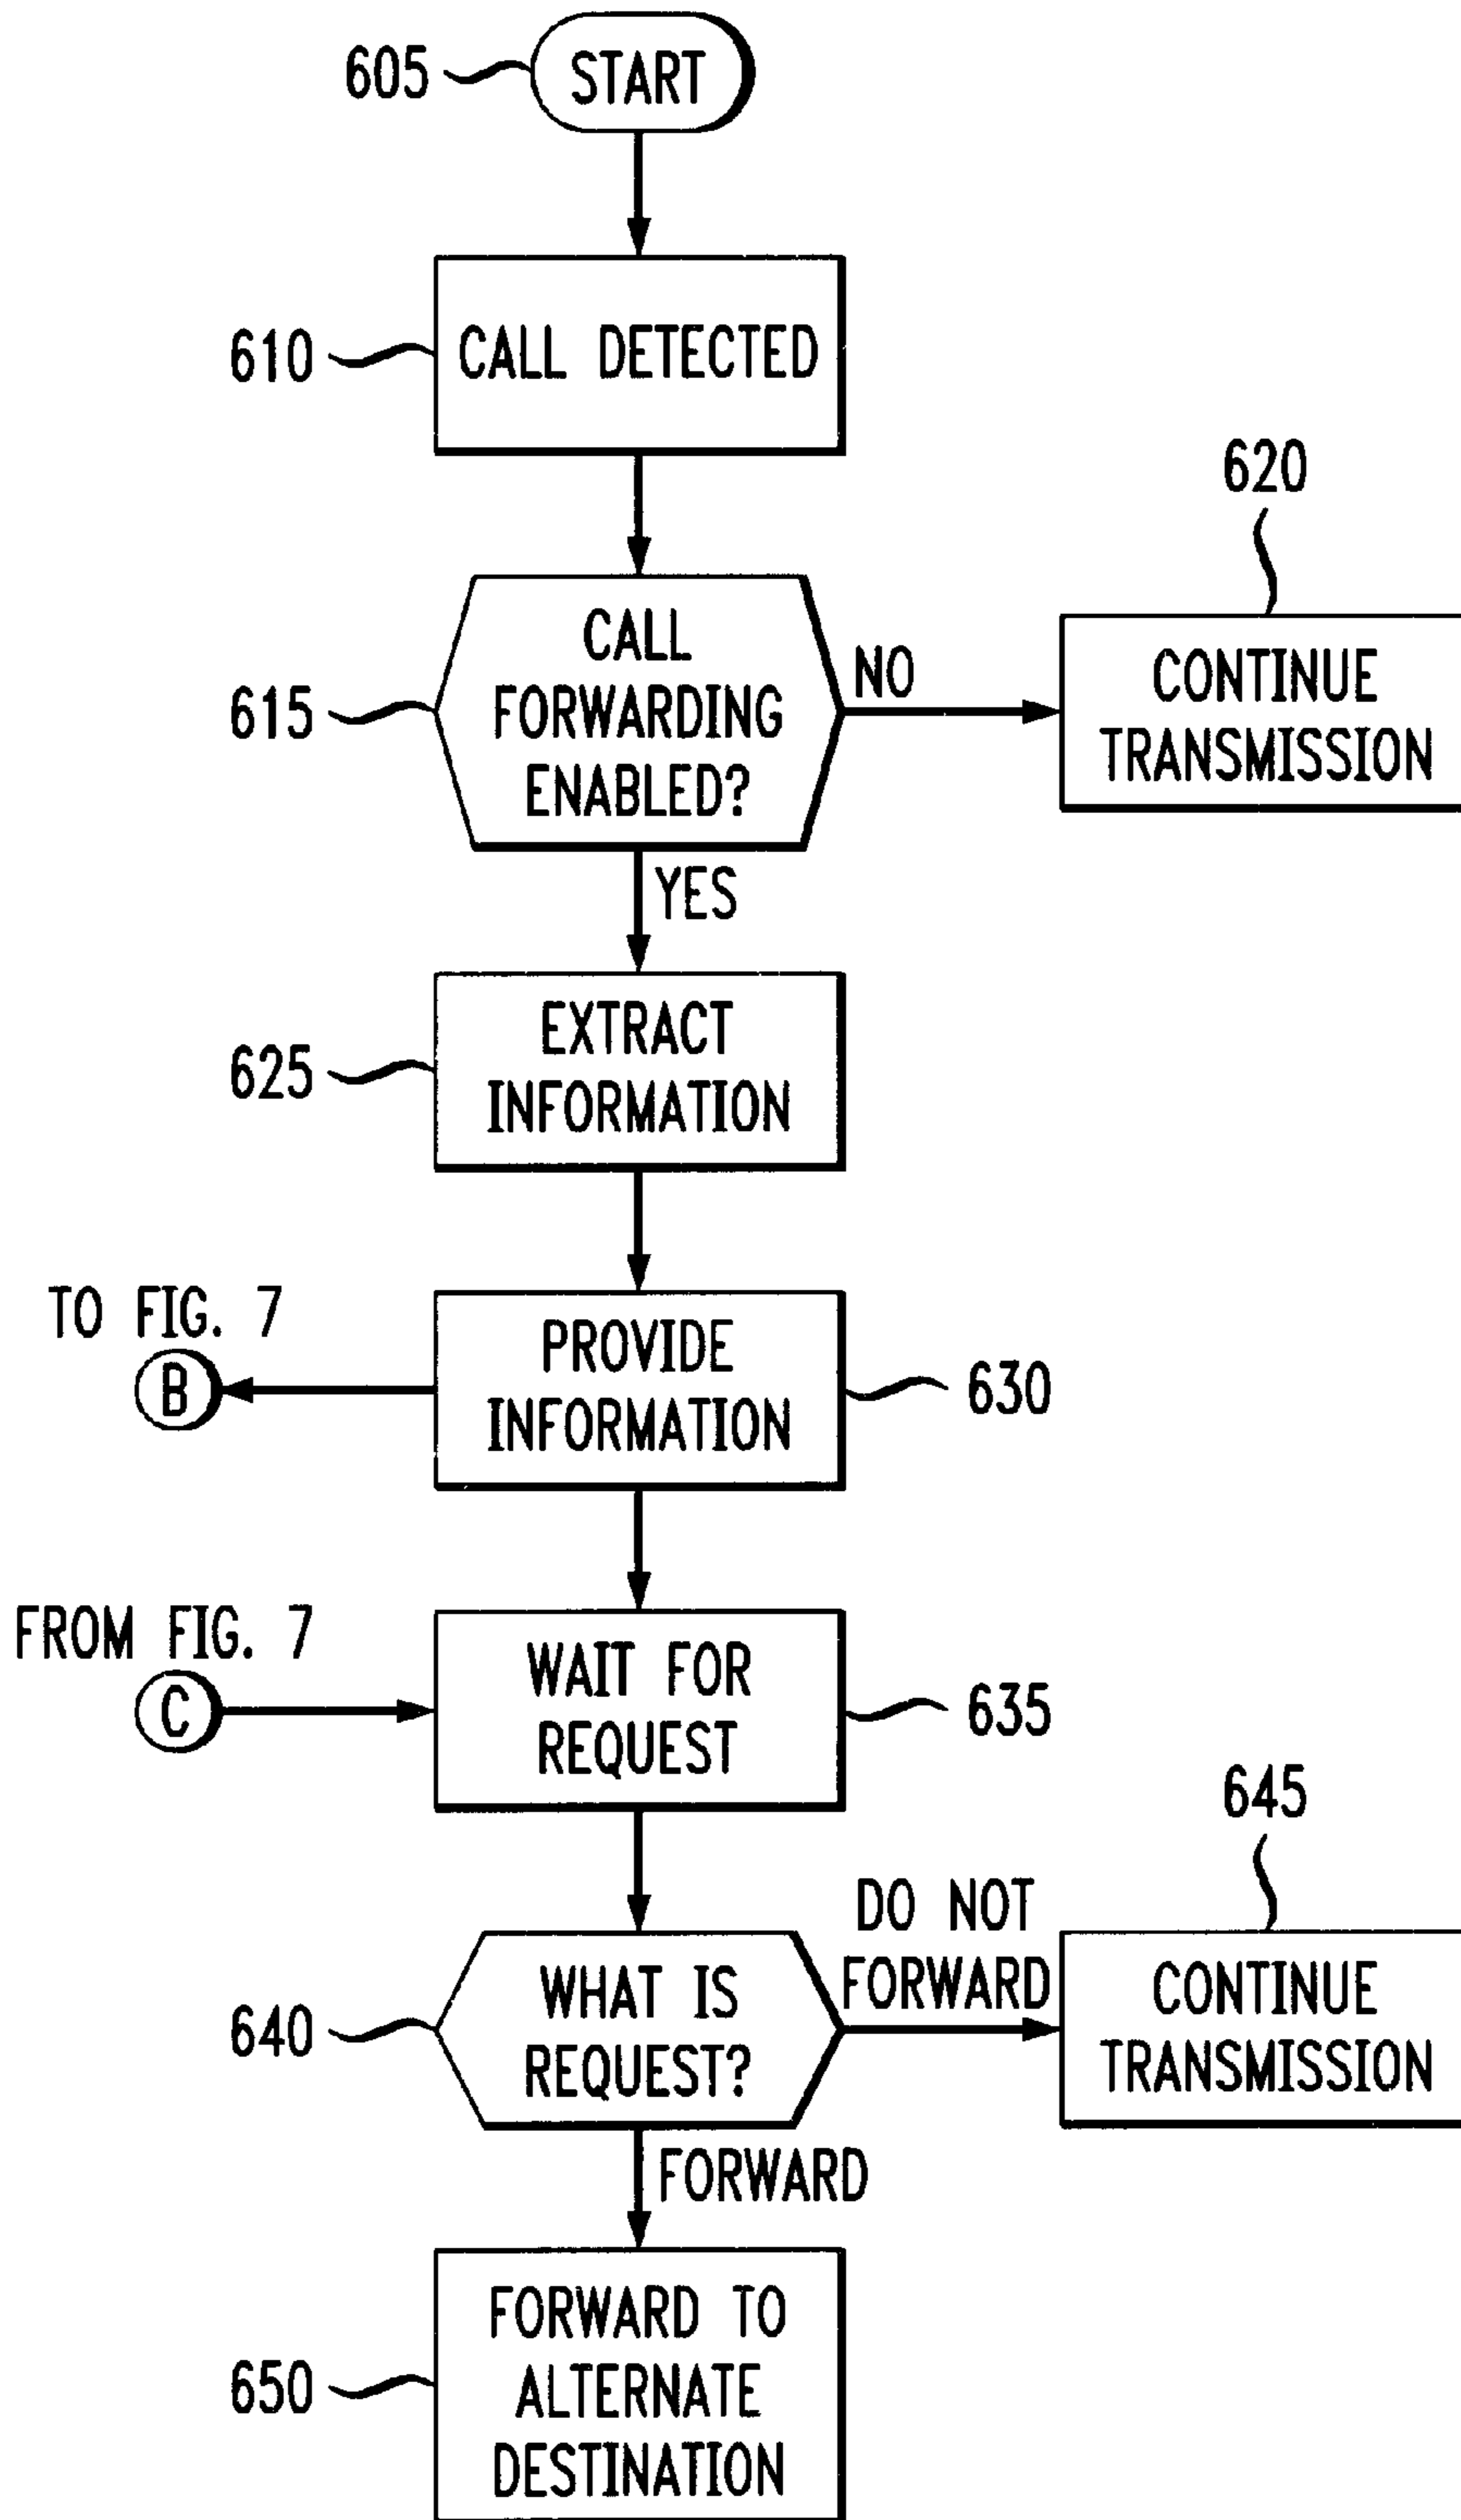 605
START
610
CALL DETECTED
620
615
CALL
FORWARDING
ENABLED?
NO
CONTINUE
TRANSMISSION
YES
625
EXTRACT
INFORMATION
TO FIG. 7
B
PROVIDE
INFORMATION
630
FROM FIG. 7
C
WAIT FOR
REQUEST
635
645
640
WHAT IS
REQUEST?
DO NOT
FORWARD
CONTINUE
TRANSMISSION
FORWARD
650
FORWARD TO
ALTERNATE
DESTINATION